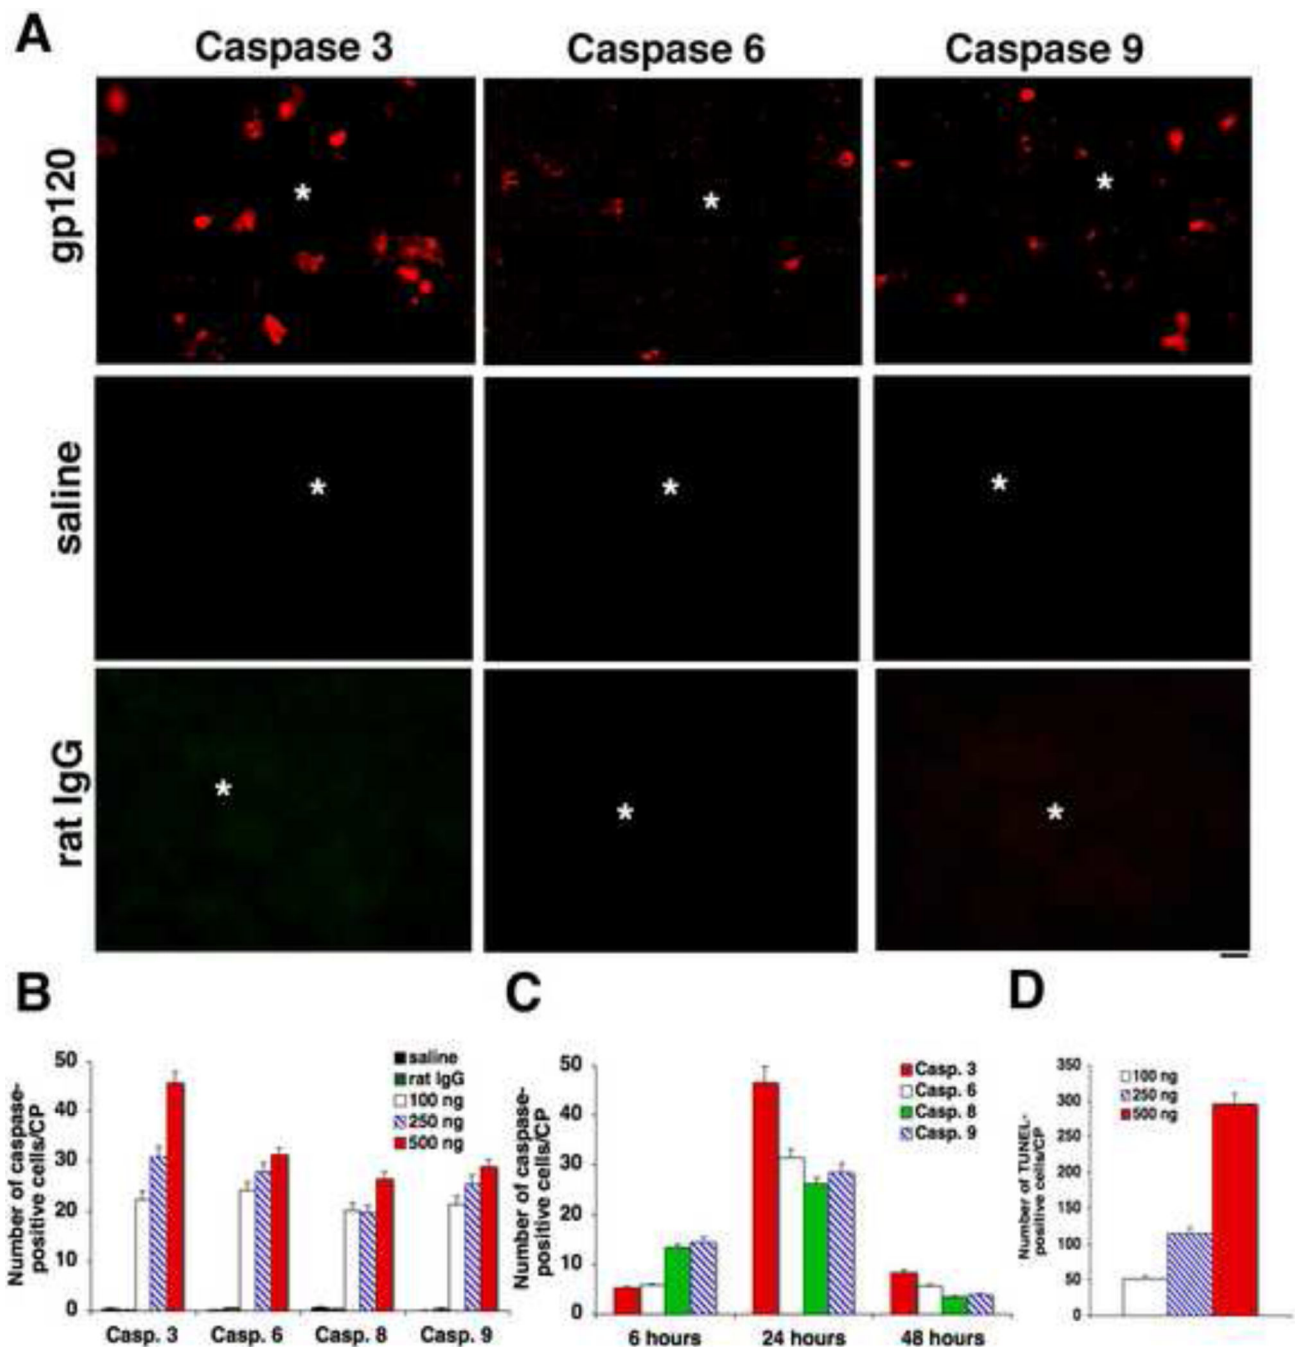 A
Caspase 3
Caspase 6
Caspase 9
gp120
*
*
*
saline
*
*
*
rat IgG
*
*
*
B
Number of caspase-
positive cells/CP
50
40
30
20
10
0
saline
rat IgG
100 ng
250 ng
500 ng
Casp. 3
Casp. 6
Casp. 8
Casp. 9
C
Number of caspase-
positive cells/CP
50
40
30
20
10
0
Casp. 3
Casp. 6
Casp. 8
Casp. 9
6 hours
24 hours
48 hours
D
Number of TUNEL-
positive cells/CP
350
300
250
200
150
100
50
0
100 ng
250 ng
500 ng